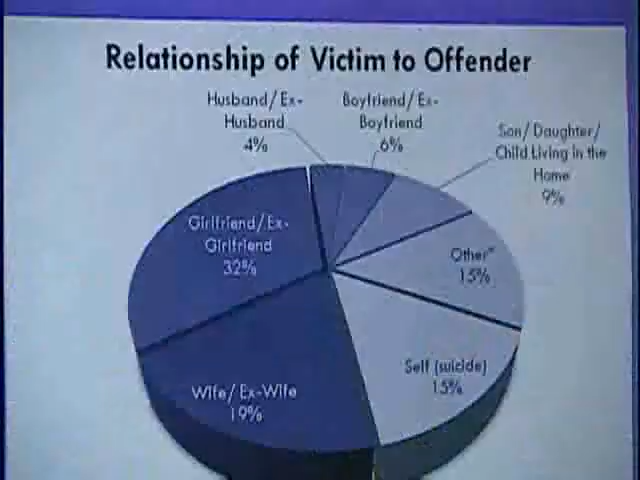 Relationship of Victim to Offender
Husband/Ex-
Husband
4%
Boyfriend/Ex-
Boyfriend
6%
Son/Daughter/
Child Living in the
Home
9%
Girlfriend/Ex-
Girlfriend
32%
Other*
15%
Self (suicide)
15%
Wife/Ex-Wife
19%